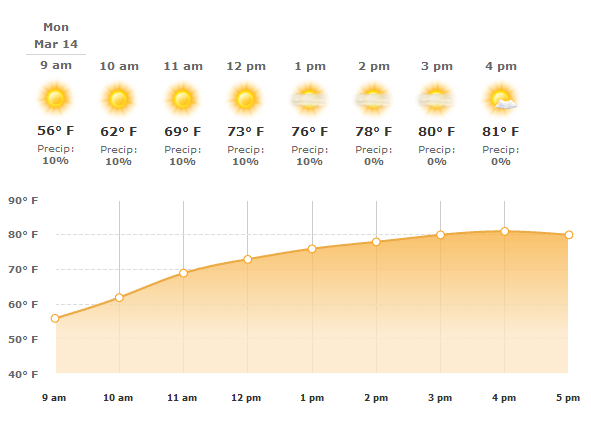 Mon
Mar 14
9 am 10 am 11 am 12 pm 1 pm 2 pm 3 pm 4 pm
56° F 62° F 69° F 73° F 76° F 78° F 80° F 81° F
Precip: Precip: Precip: Precip: Precip: Precip: Precip: Precip:
10% 10% 10% 10% 10% 0% 0% 0%
90° F
80° F
70° F
60° F
50° F
40° F
9 am 10 am 11 am 12 pm 1 pm 2 pm 3 pm 4 pm 5 pm